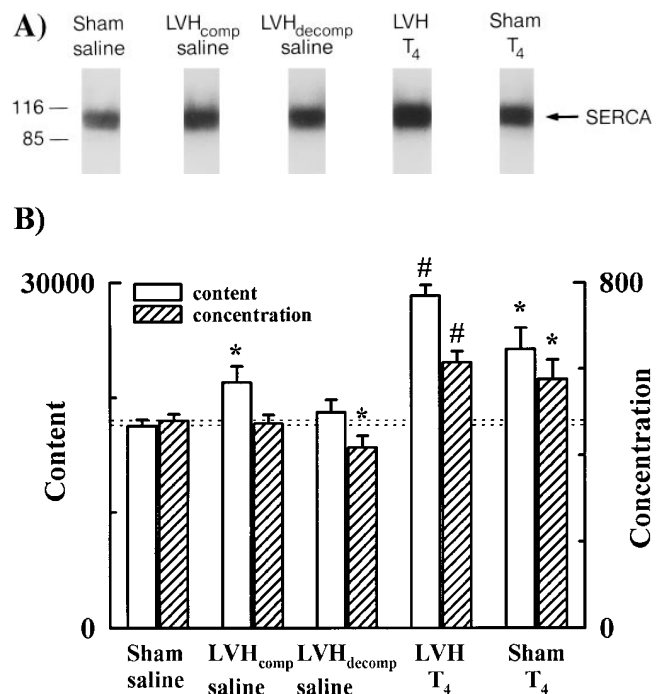 A)
Sham saline
LVHcomp saline
LVHdecomp saline
LVH T4
Sham T4
116
85
SERCA
B)
30000
800
content
concentration
#
*
#
*
*
*
Content
Concentration
0
0
Sham saline
LVHcomp saline
LVHdecomp saline
LVH T4
Sham T4